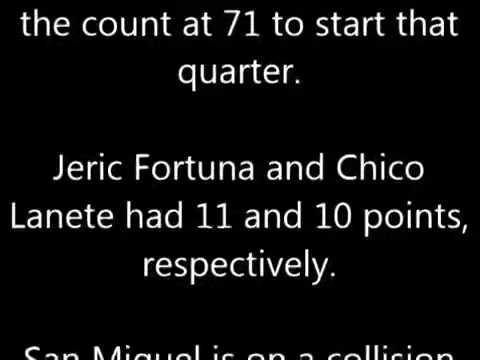 the count at 71 to start that
quarter.
Jeric Fortuna and Chico
Lanete had 11 and 10 points,
respectively.
San Miguel is on a collision